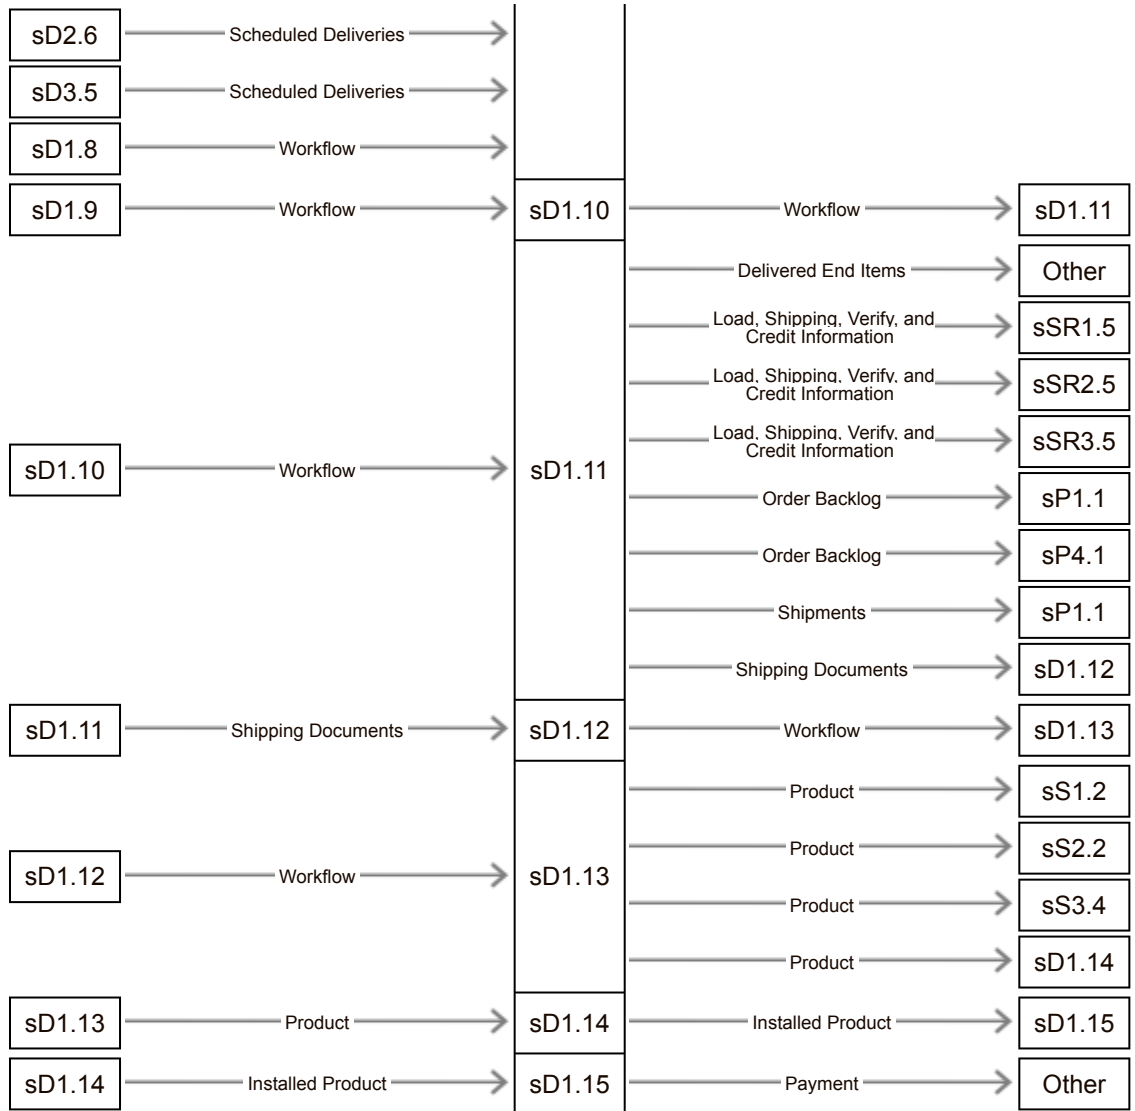 sD2.6 Scheduled Deliveries
sD3.5 Scheduled Deliveries
sD1.8 Workflow
sD1.9 Workflow sD1.10 Workflow sD1.11
Delivered End Items Other
Load, Shipping, Verify, and
Credit Information
sSR1.5
Load, Shipping, Verify, and
Credit Information
sSR2.5
Load, Shipping, Verify, and
Credit Information
sSR3.5
sD1.10 Workflow sD1.11
Order Backlog sP1.1
Order Backlog sP4.1
Shipments sP1.1
Shipping Documents sD1.12
sD1.11 Shipping Documents sD1.12 Workflow sD1.13
Product sS1.2
Product sS2.2
sD1.12 Workflow sD1.13
Product sS3.4
Product sD1.14
sD1.13 Product sD1.14 Installed Product sD1.15
sD1.14 Installed Product sD1.15 Payment Other